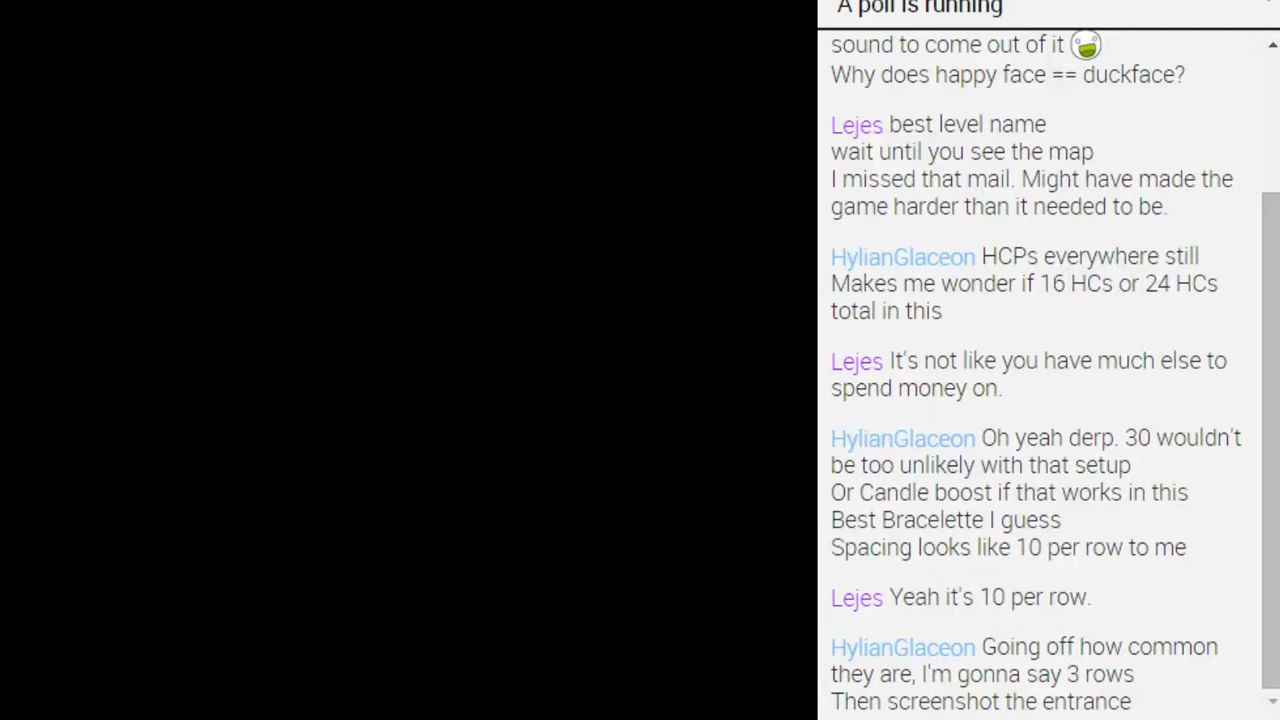 A poll is running
sound to come out of it
Why does happy face == duckface?
Lejes best level name
wait until you see the map
I missed that mail. Might have made the
game harder than it needed to be.
HylianGlaceon HCPs everywhere still
Makes me wonder if 16 HCs or 24 HCs
total in this
Lejes It's not like you have much else to
spend money on.
HylianGlaceon Oh yeah derp. 30 wouldn't
be too unlikely with that setup
Or Candle boost if that works in this
Best Bracelette I guess
Spacing looks like 10 per row to me
Lejes Yeah it's 10 per row.
HylianGlaceon Going off how common
they are, I'm gonna say 3 rows
Then screenshot the entrance